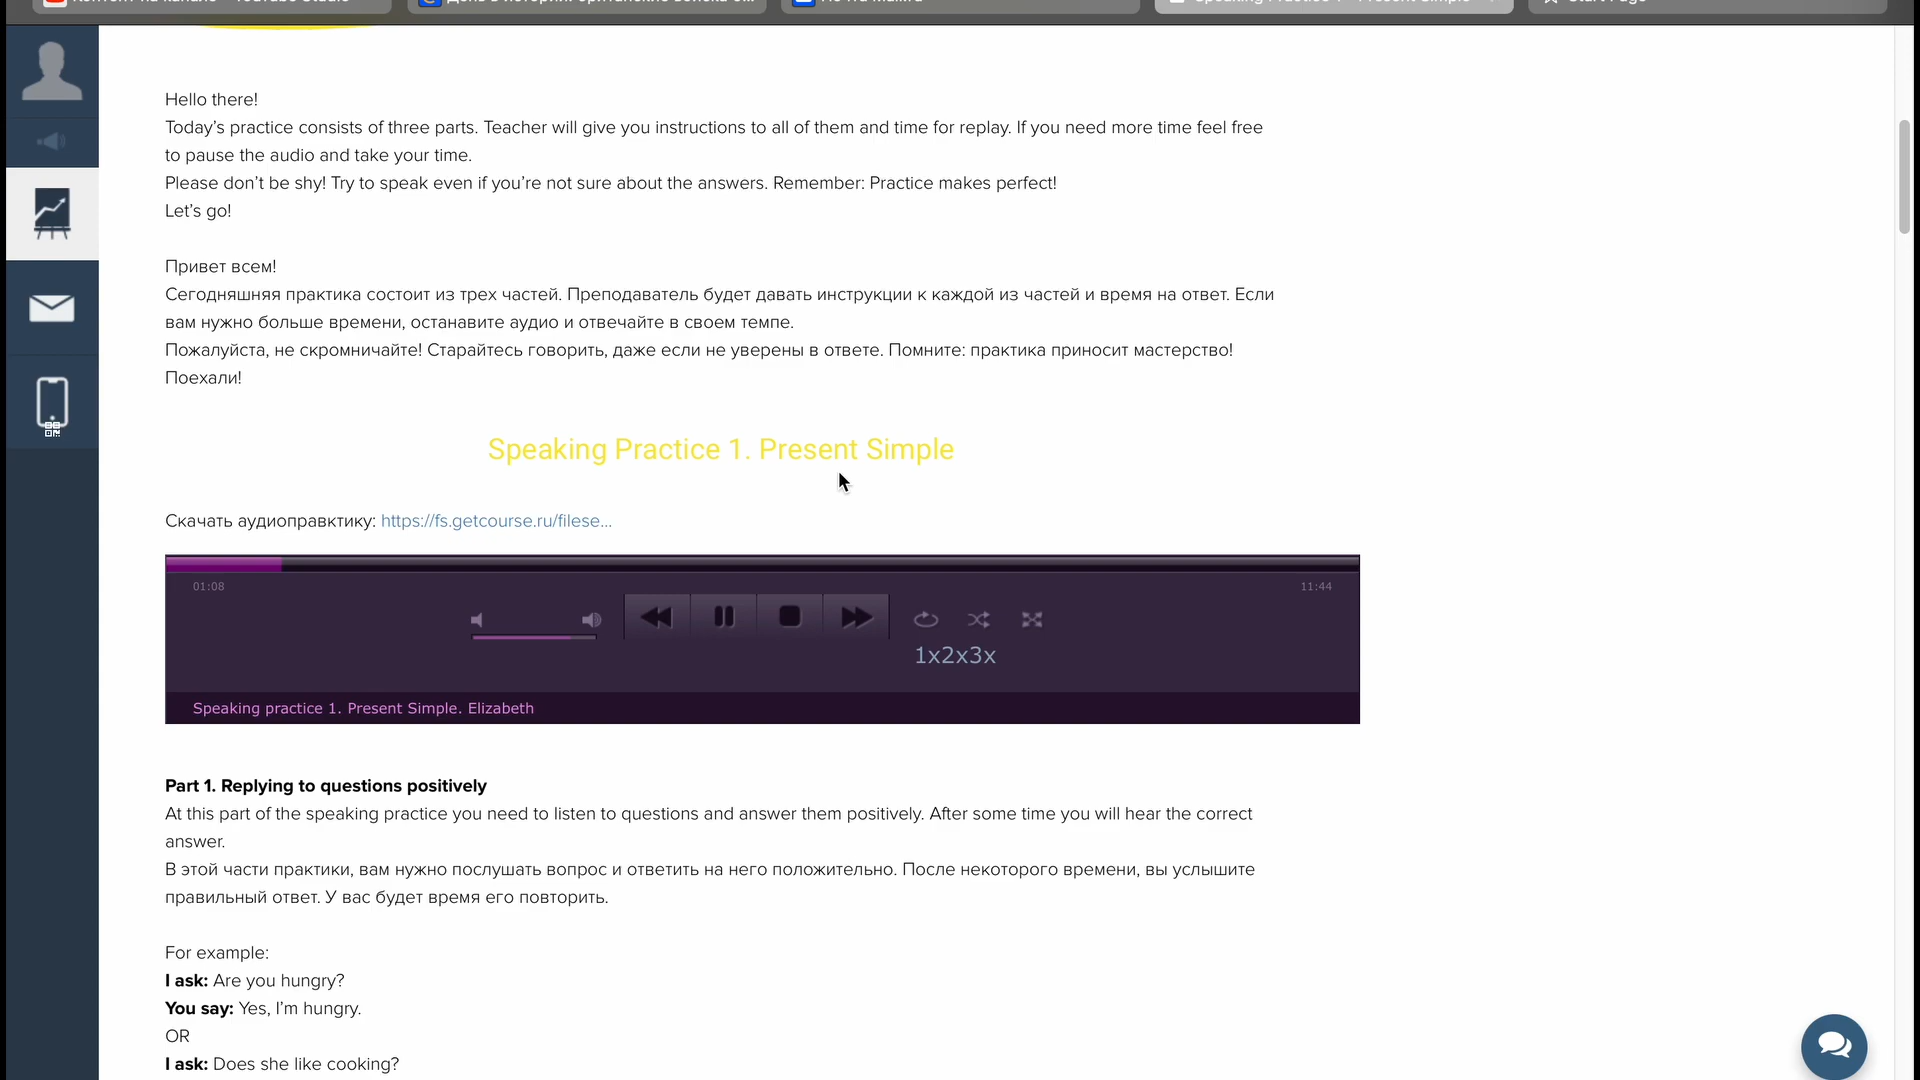 Hello there!
Today's practice consists of three parts. Teacher will give you instructions to all of them and time for replay. If you need more time feel free
to pause the audio and take your time.
Please don't be shy! Try to speak even if you're not sure about the answers. Remember: Practice makes perfect!
Let's go!
Привет всем!
Сегодняшняя практика состоит из трех частей. Преподаватель будет давать инструкции к каждой из частей и время на ответ. Если
вам нужно больше времени, останавите аудио и отвечайте в своем темпе.
Пожалуйста, не скромничайте! Старайтесь говорить, даже если не уверены в ответе. Помните: практика приносит мастерство!
Поехали!
Speaking Practice 1. Present Simple
Скачать аудиоправктику: https://fs.getcourse.ru/filese...
01:08 11:44
1x2x3x
Speaking practice 1. Present Simple. Elizabeth
Part 1. Replying to questions positively
At this part of the speaking practice you need to listen to questions and answer them positively. After some time you will hear the correct
answer.
В этой части практики, вам нужно послушать вопрос и ответить на него положительно. После некоторого времени, вы услышите
правильный ответ. У вас будет время его повторить.
For example:
I ask: Are you hungry?
You say: Yes, I'm hungry.
OR
I ask: Does she like cooking?